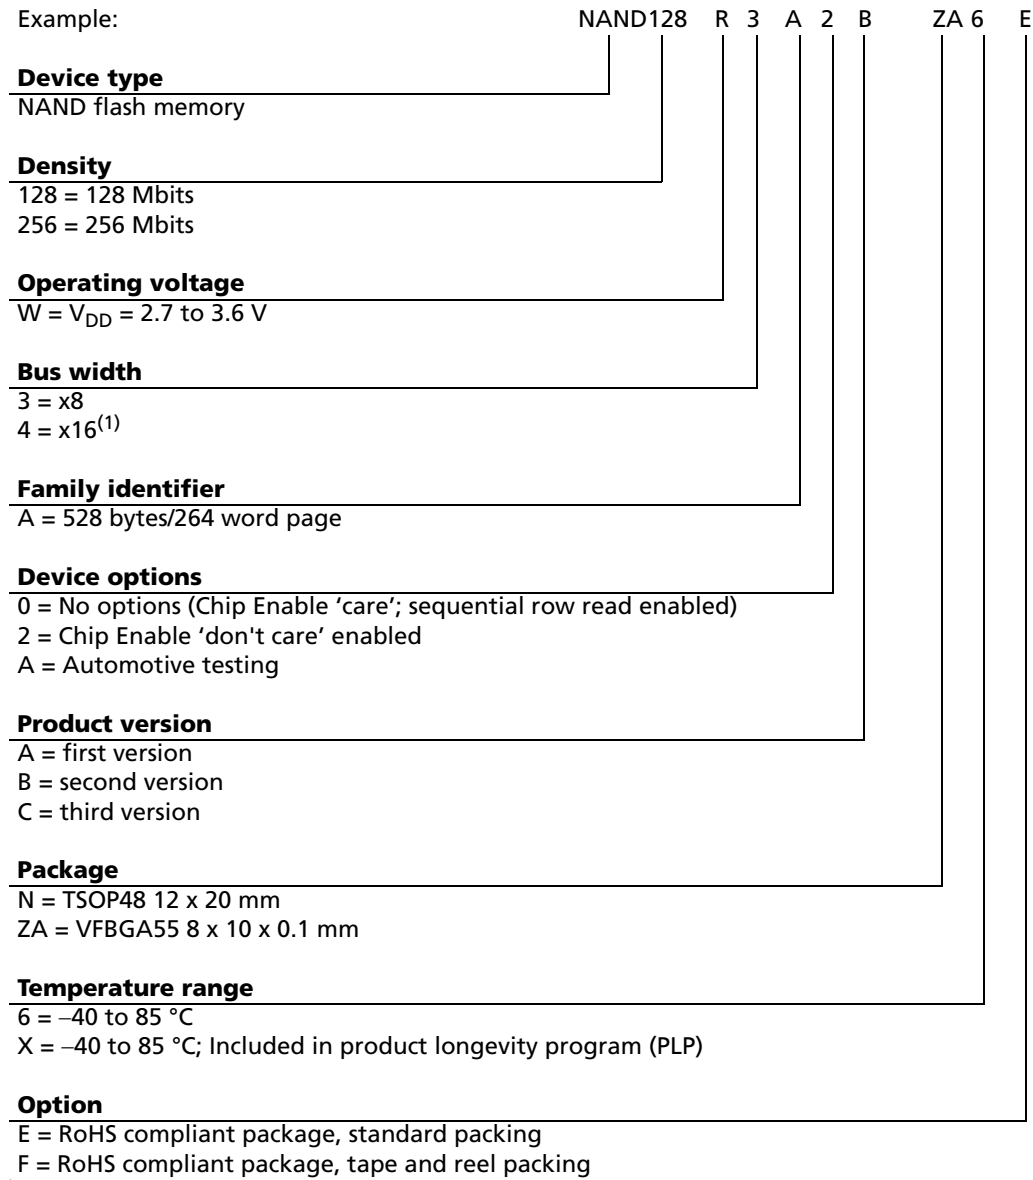 Example: NAND128 R 3 A 2 B ZA 6 E
Device type
NAND flash memory
Density
128 = 128 Mbits
256 = 256 Mbits
Operating voltage
W = VDD = 2.7 to 3.6 V
Bus width
3 = x8
4 = x16(1)
Family identifier
A = 528 bytes/264 word page
Device options
0 = No options (Chip Enable ‘care’; sequential row read enabled)
2 = Chip Enable ‘don't care’ enabled
A = Automotive testing
Product version
A = first version
B = second version
C = third version
Package
N = TSOP48 12 x 20 mm
ZA = VFBGA55 8 x 10 x 0.1 mm
Temperature range
6 = –40 to 85 °C
X = –40 to 85 °C; Included in product longevity program (PLP)
Option
E = RoHS compliant package, standard packing
F = RoHS compliant package, tape and reel packing